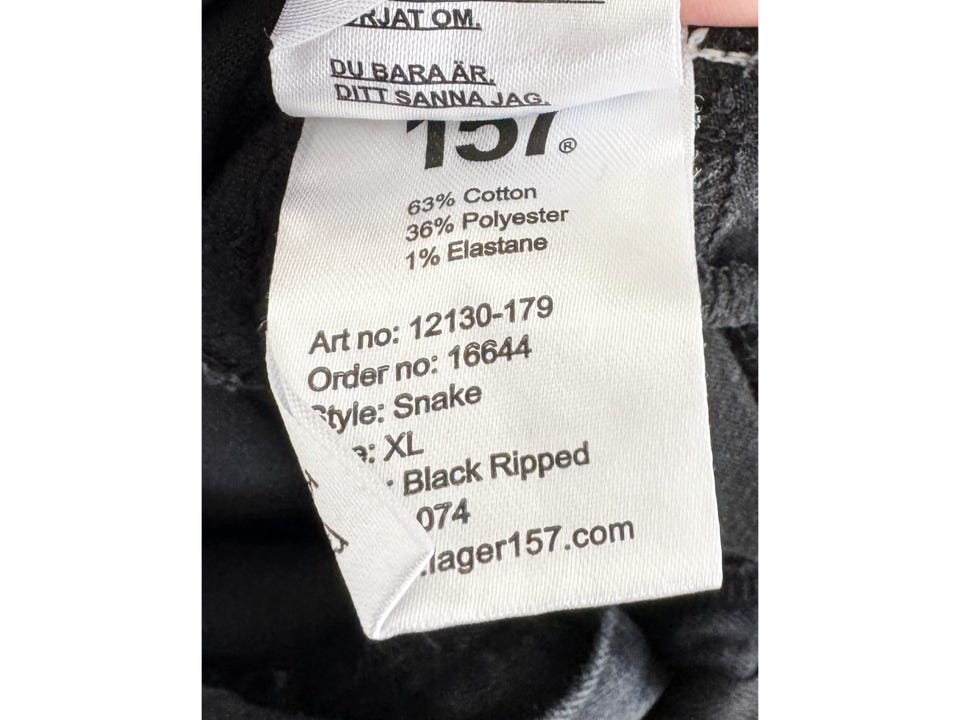 OM.
DU BARA ÄR.
DITT SANNA JAG.
157®
63% Cotton
36% Polyester
1% Elastane
Art no: 12130-179
Order no: 16644
Style: Snake
XL
Black Ripped
074
lager157.com